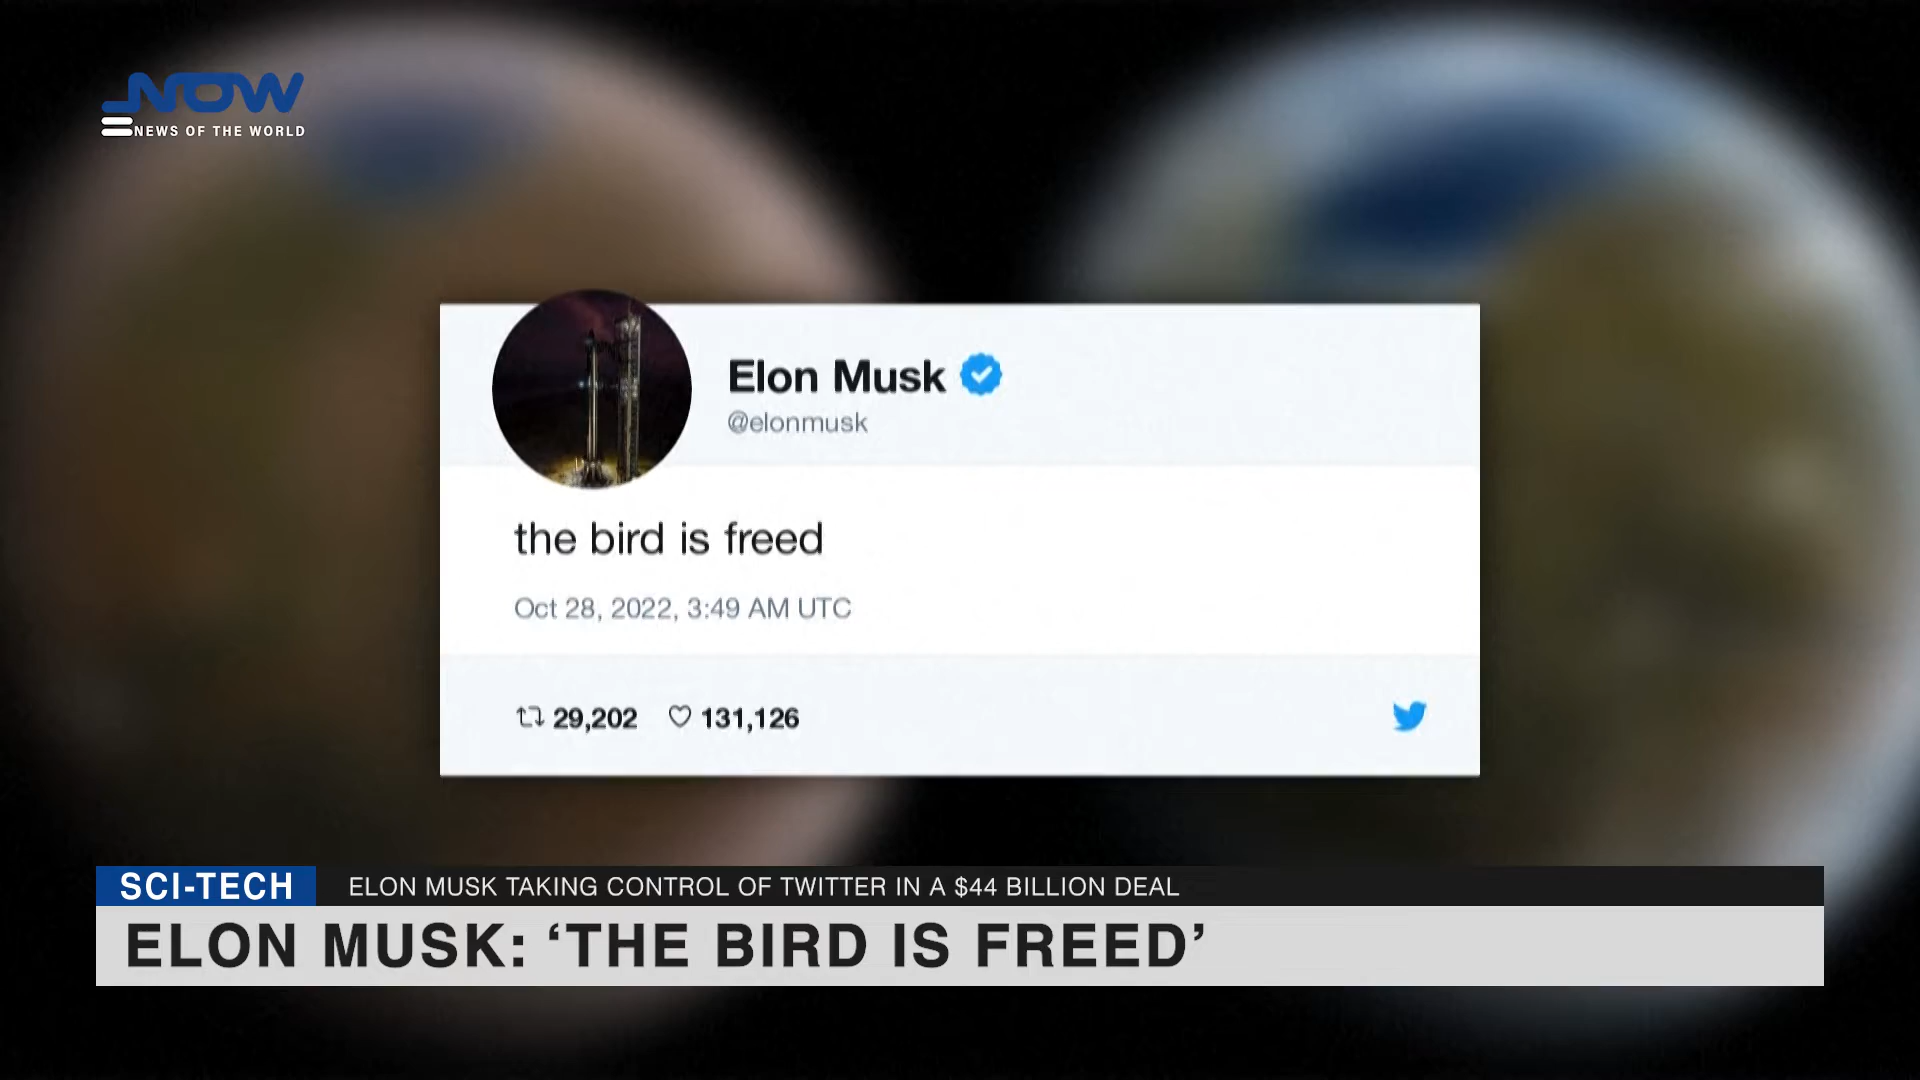 NOW
NEWS OF THE WORLD
Elon Musk
@elonmusk
the bird is freed
Oct 28, 2022, 3:49 AM UTC
29,202 131,126
SCI-TECH ELON MUSK TAKING CONTROL OF TWITTER IN A $44 BILLION DEAL
ELON MUSK: ‘THE BIRD IS FREED’